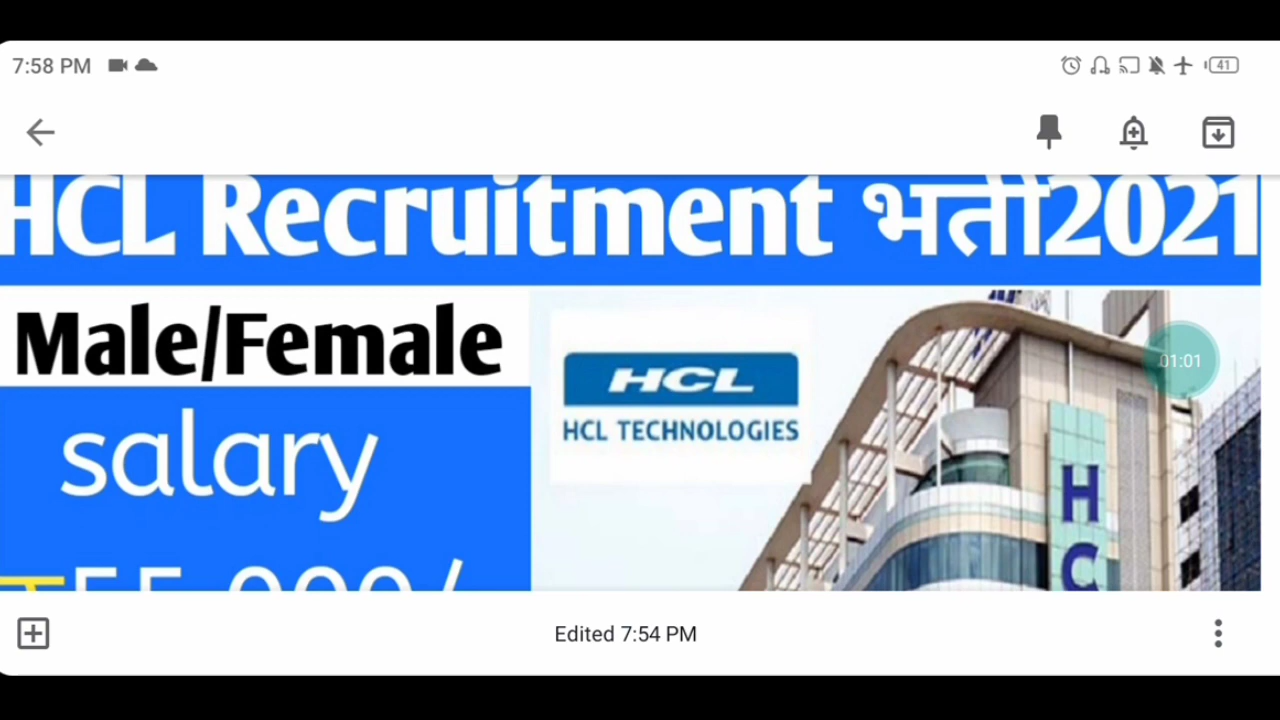 7:58 PM
41
HCL Recruitment भर्ती2021
Male/Female
HCL
HCL TECHNOLOGIES
01:01
salary
H
C
Edited 7:54 PM